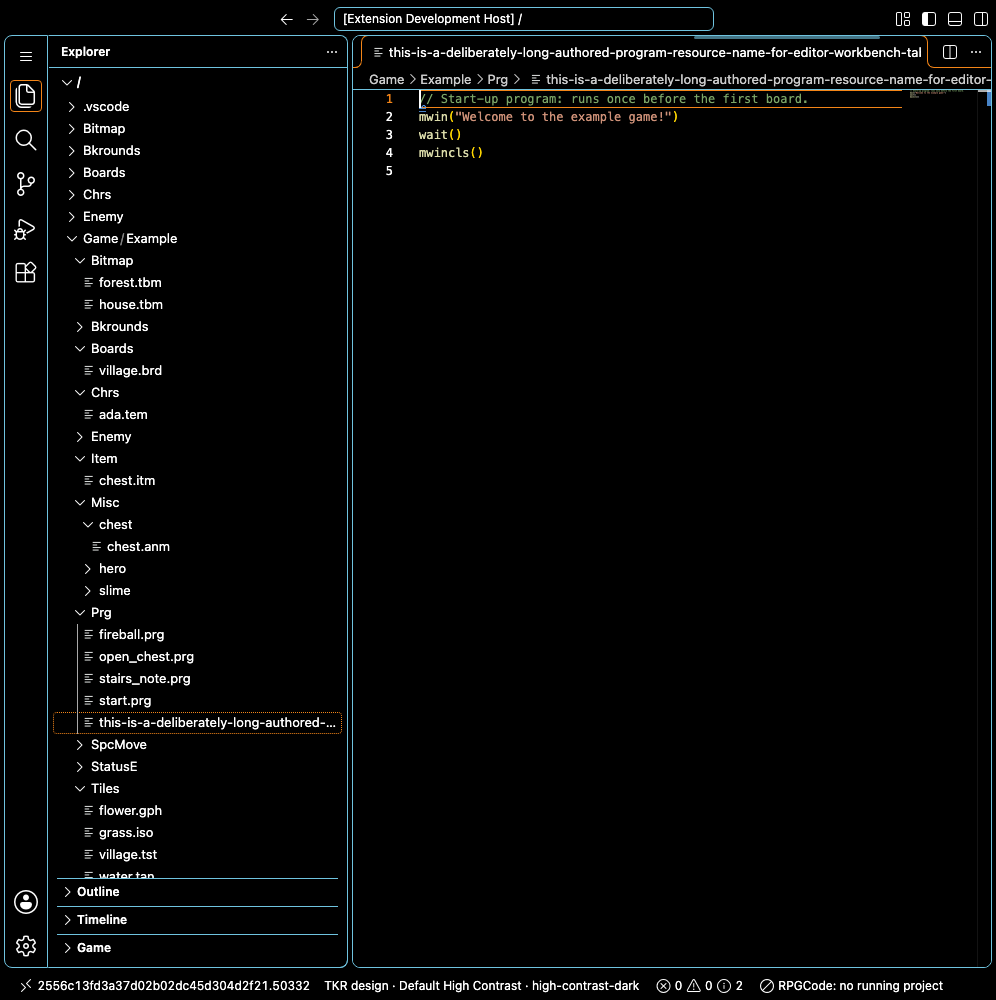 [Extension Development Host] /
Explorer
/
.vscode
Bitmap
Bkrounds
Boards
Chrs
Enemy
Game / Example
Bitmap
forest.tbm
house.tbm
Bkrounds
Boards
village.brd
Chrs
ada.tem
Enemy
Item
chest.itm
Misc
chest
chest.anm
hero
slime
Prg
fireball.prg
open_chest.prg
stairs_note.prg
start.prg
this-is-a-deliberately-long-authored-...
SpcMove
StatusE
Tiles
flower.gph
grass.iso
village.tst
water.tan
Outline
Timeline
Game
this-is-a-deliberately-long-authored-program-resource-name-for-editor-workbench-tal
Game > Example > Prg > this-is-a-deliberately-long-authored-program-resource-name-for-editor-
1 // Start-up program: runs once before the first board.
2 mwin("Welcome to the example game!")
3 wait()
4 mwincls()
5
2556c13fd3a37d02b02dc45d304d2f21.50332 TKR design · Default High Contrast · high-contrast-dark 0 0 2 RPGCode: no running project